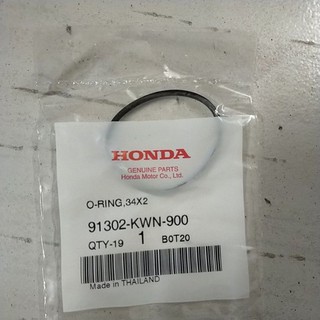 HONDA
GENUINE PARTS
Honda Motor Co., Ltd.
O-RING,34X2
91302-KWN-900
QTY-19 1 B0T20
Made in THAILAND